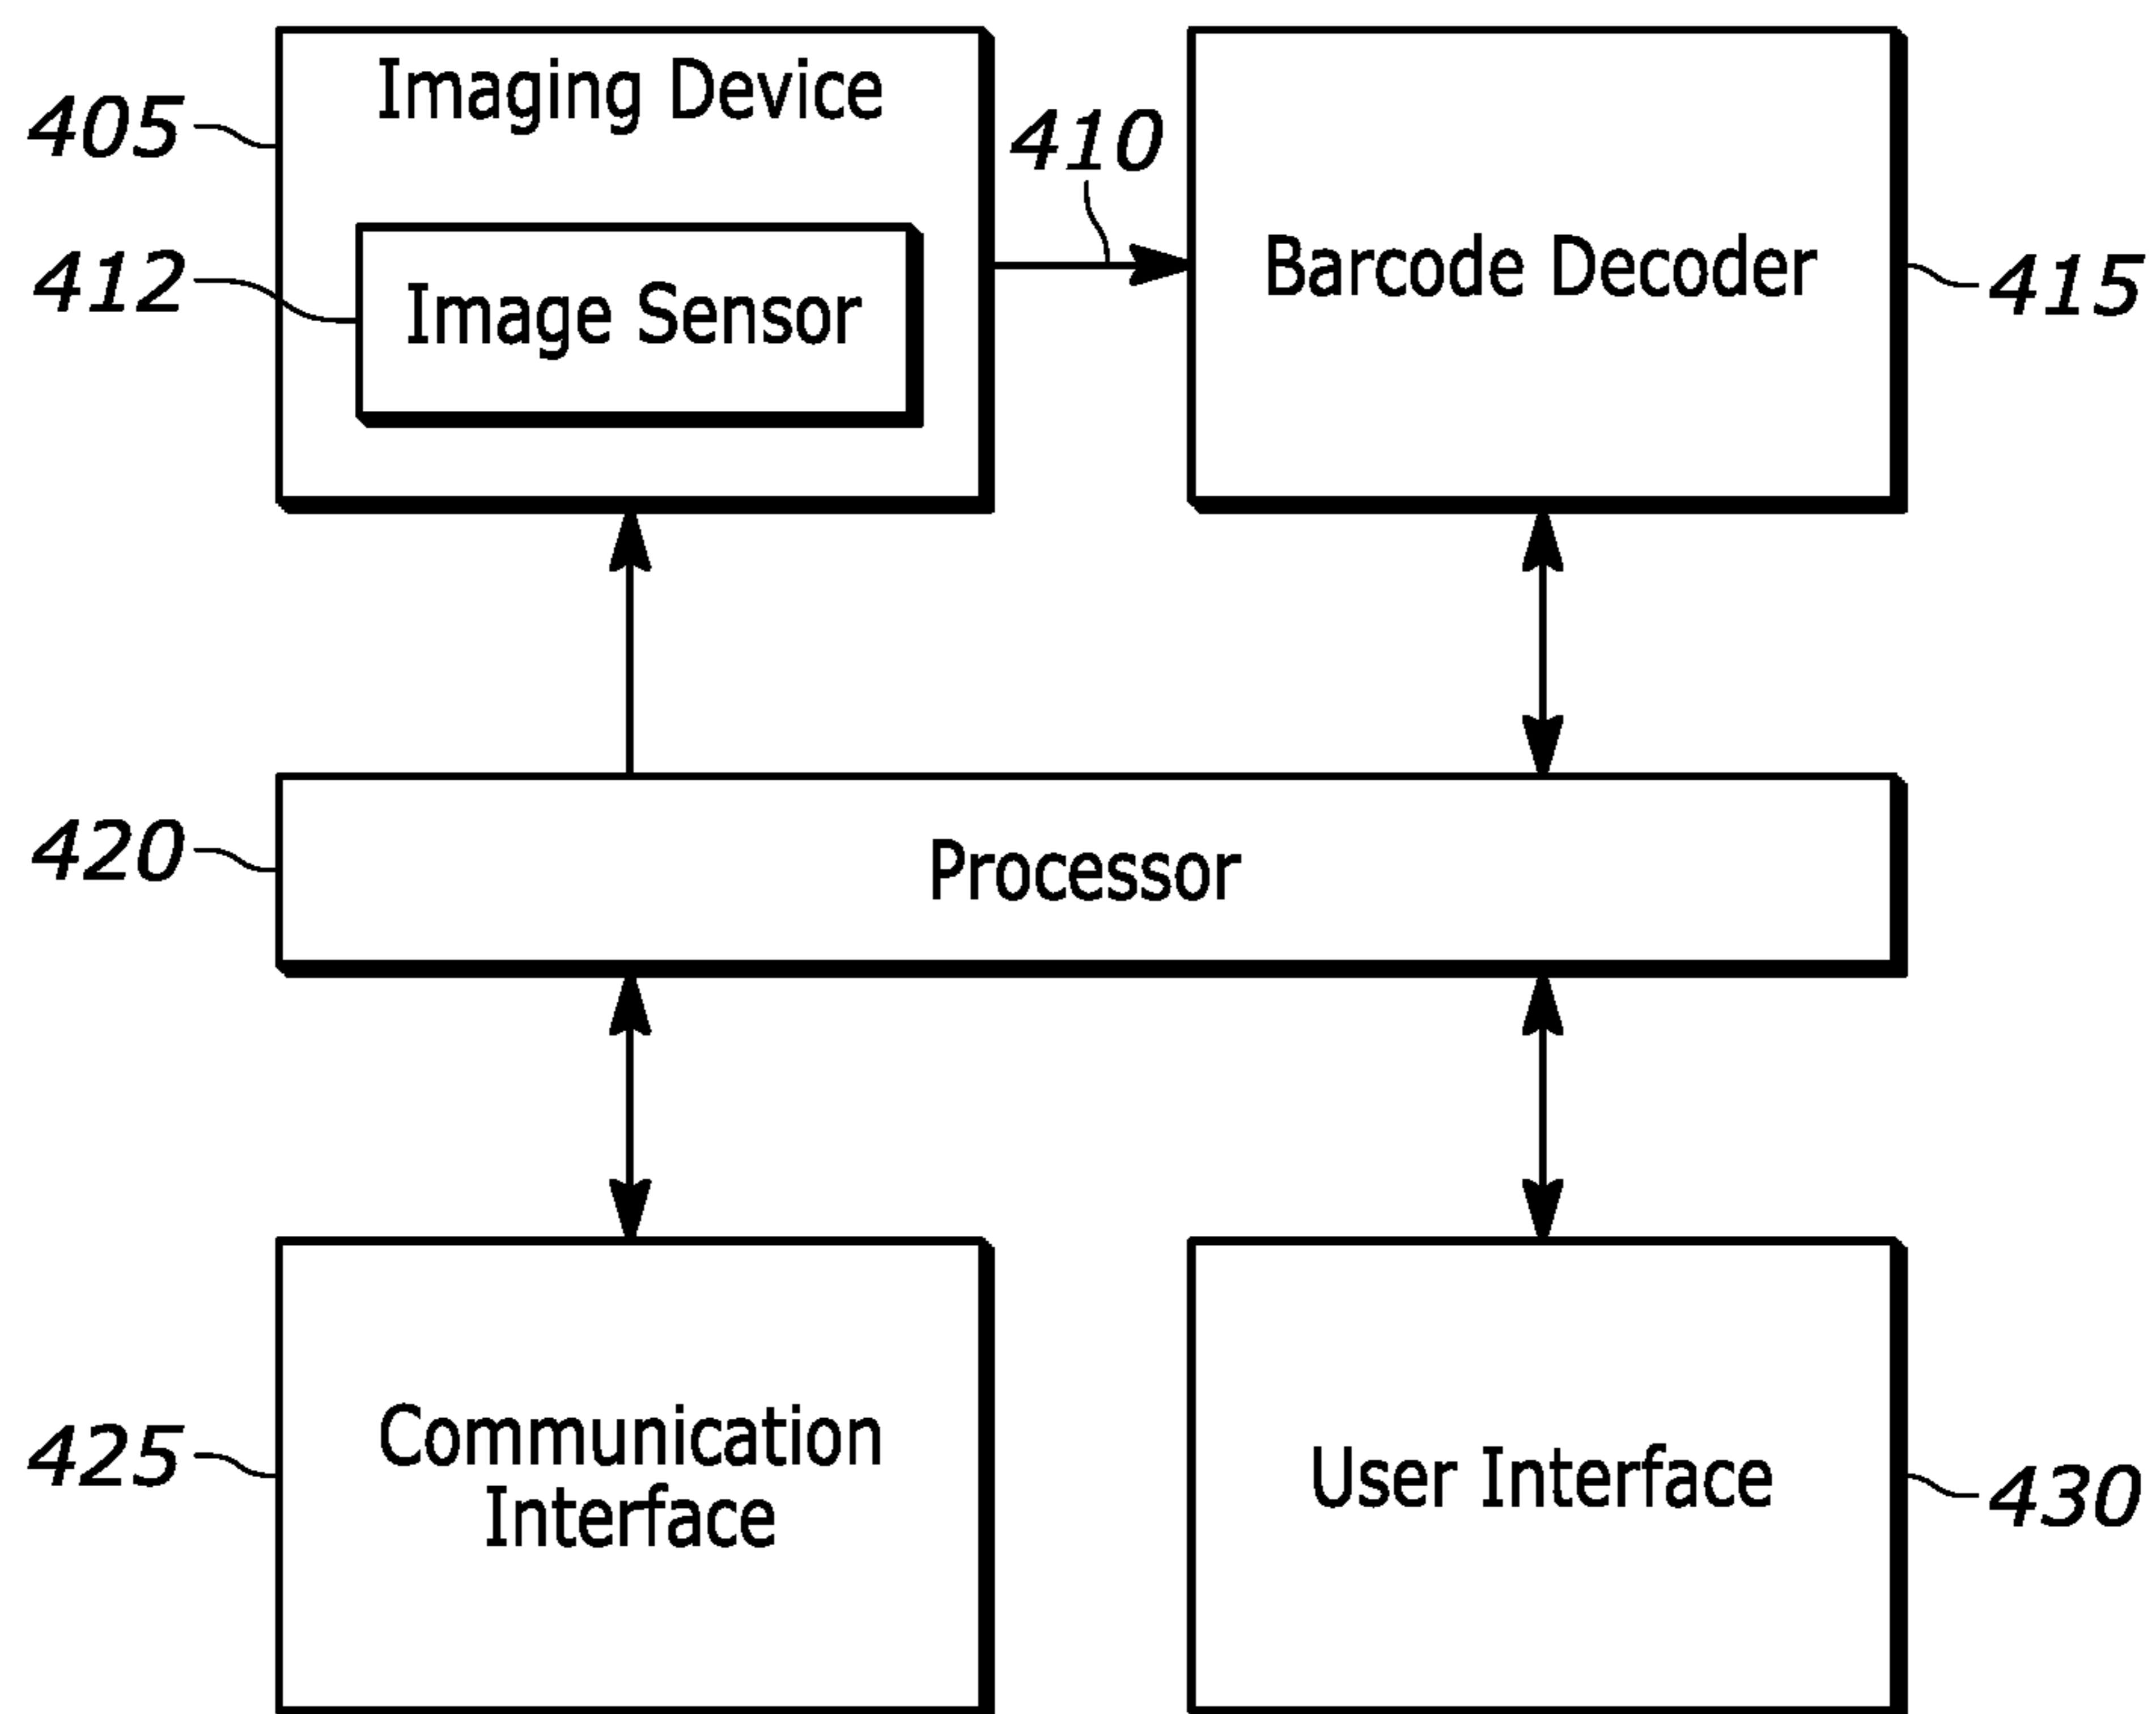 Imaging Device
405
410
412
Image Sensor
Barcode Decoder
415
420
Processor
425
Communication
Interface
User Interface
430